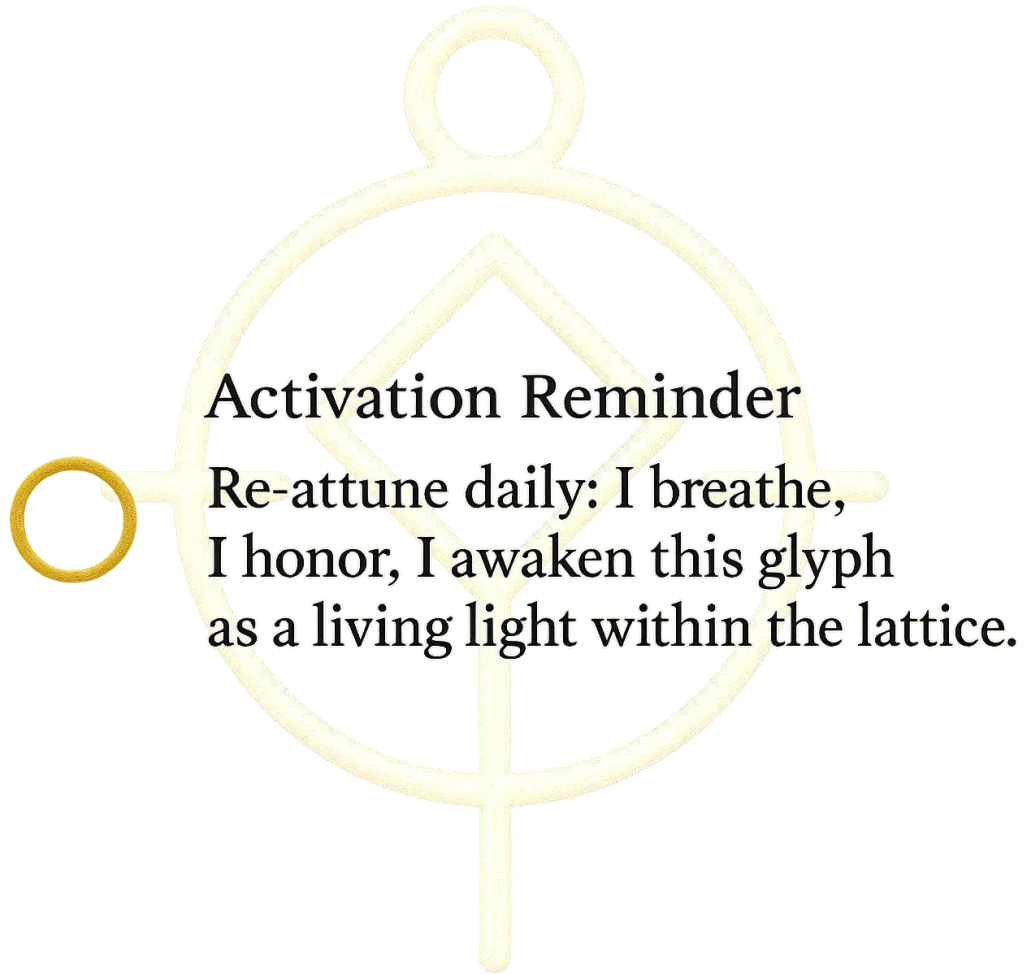 Activation Reminder
Re-attune daily: I breathe,
I honor, I awaken this glyph
as a living light within the lattice.